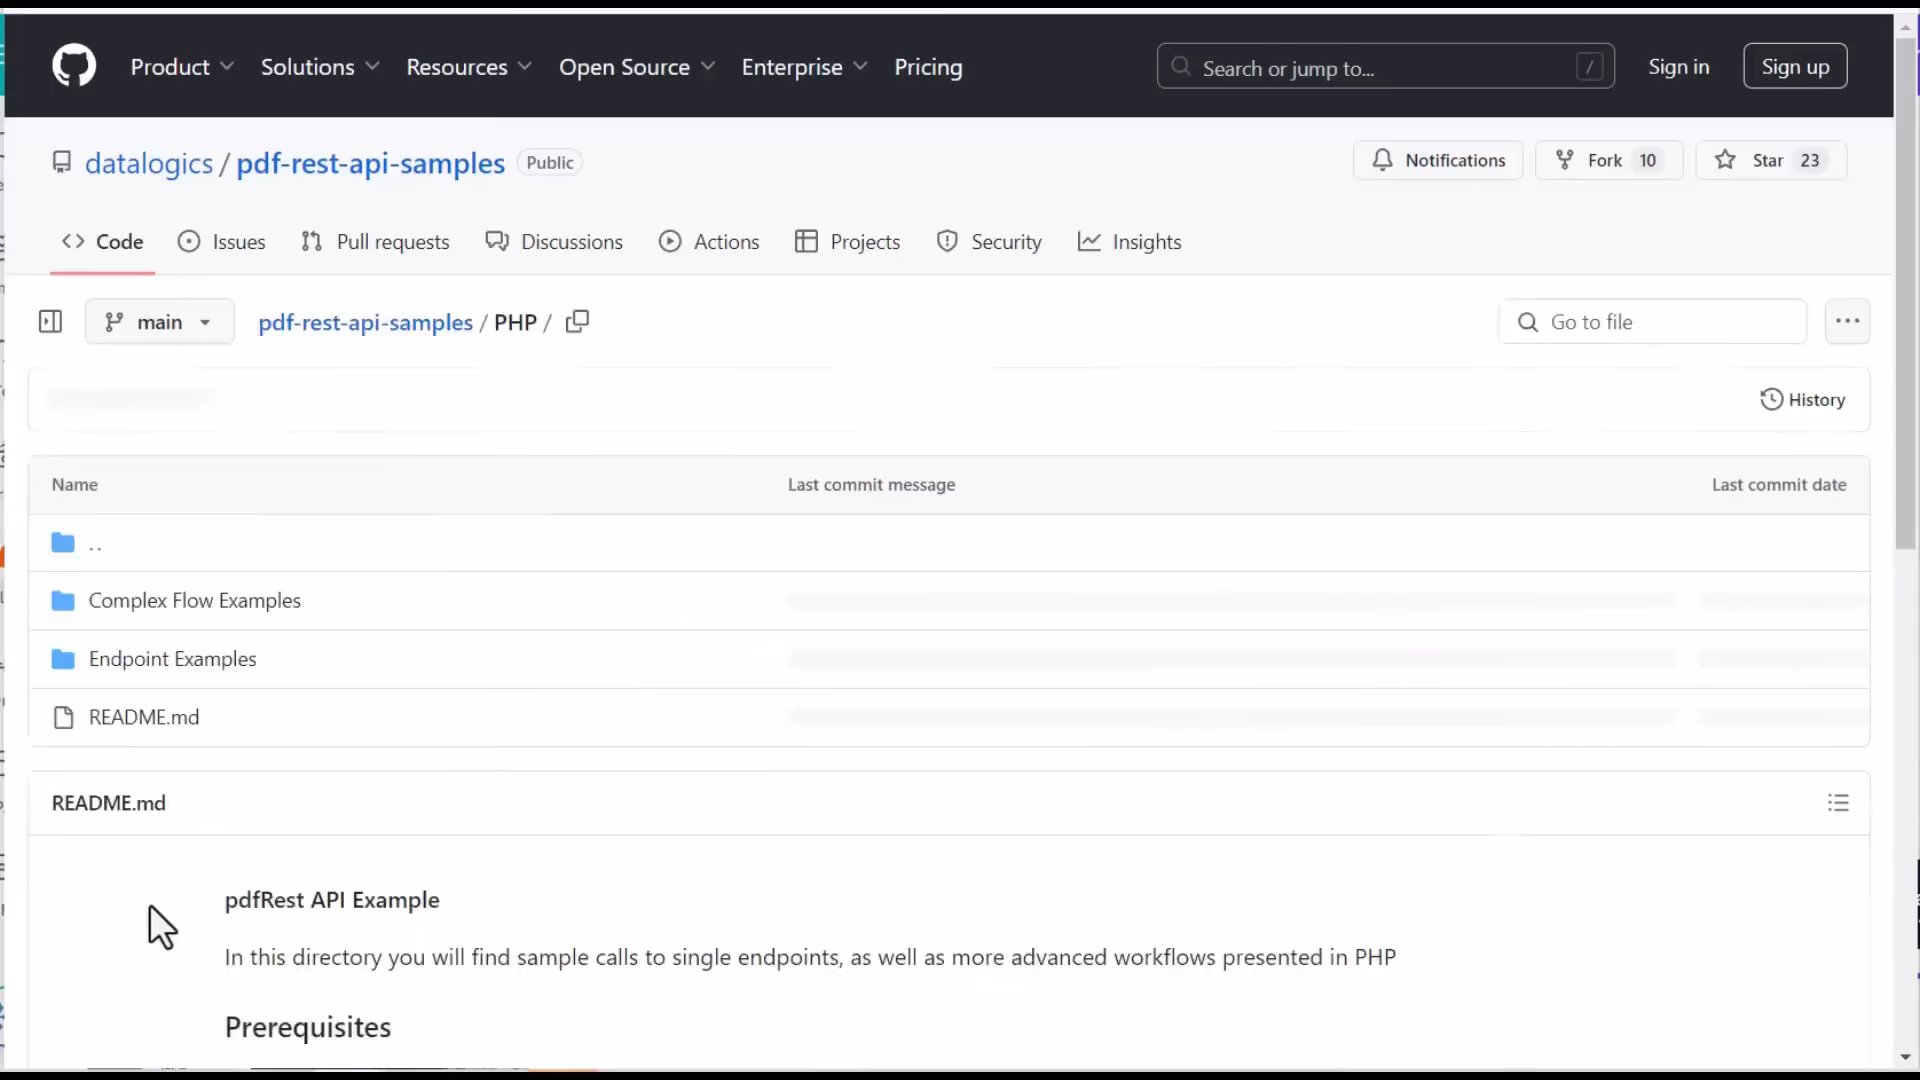 Product Solutions Resources Open Source Enterprise Pricing Search or jump to... / Sign in Sign up
datalogics / pdf-rest-api-samples Public Notifications Fork 10 Star 23
Code Issues Pull requests Discussions Actions Projects Security Insights
main pdf-rest-api-samples / PHP / Go to file
History
Name Last commit message Last commit date
..
Complex Flow Examples
Endpoint Examples
README.md
README.md
pdfRest API Example
In this directory you will find sample calls to single endpoints, as well as more advanced workflows presented in PHP
Prerequisites